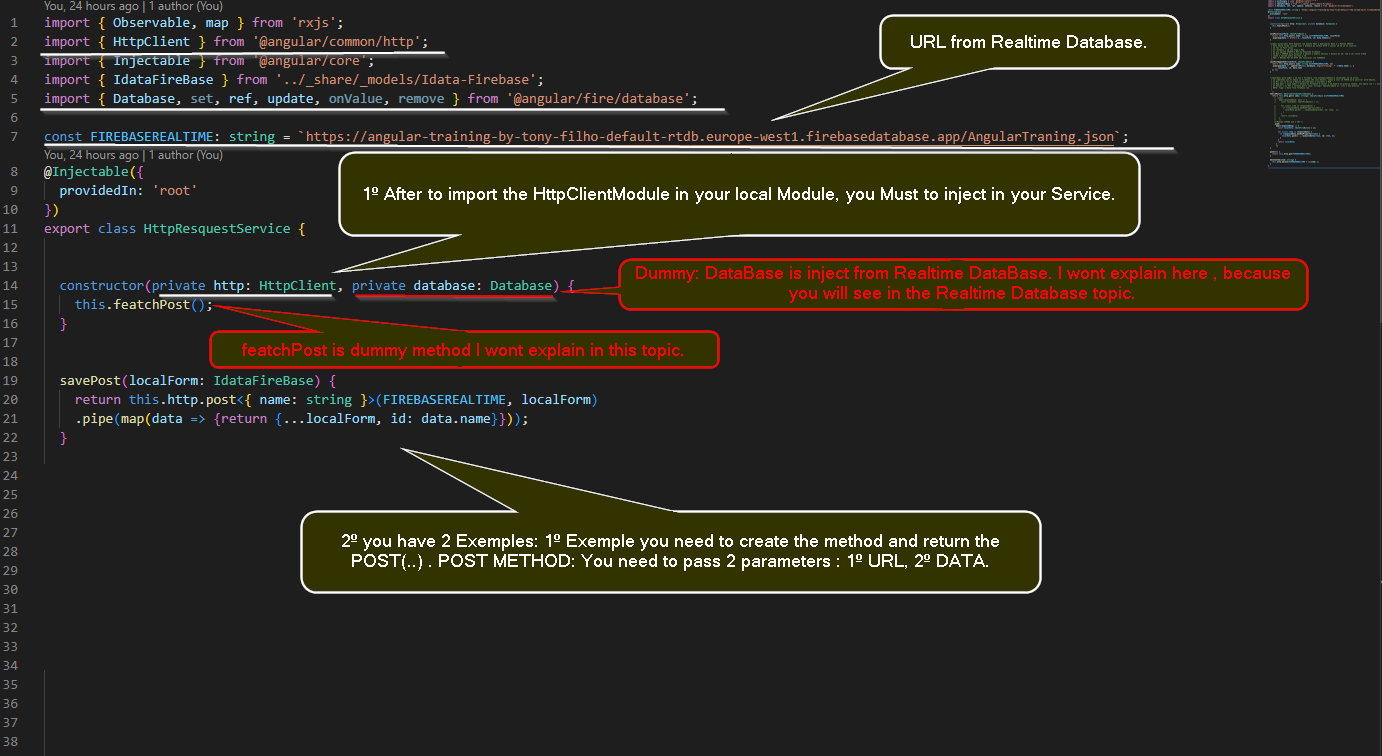 You, 24 hours ago | 1 author (You)
1 import { Observable, map } from 'rxjs';
2 import { HttpClient } from '@angular/common/http';
3 import { Injectable } from '@angular/core';
4 import { IdataFireBase } from '../_share/_models/Idata-Firebase';
5 import { Database, set, ref, update, onValue, remove } from '@angular/fire/database';
6
URL from Realtime Database.
7 const FIREBASEREALTIME: string = `https://angular-training-by-tony-filho-default-rtdb.europe-west1.firebasedatabase.app/AngularTraning.json`;
You, 24 hours ago | 1 author (You)
8 @Injectable({
9 providedIn: 'root'
10 })
1º After to import the HttpClientModule in your local Module, you Must to inject in your Service.
11 export class HttpResquestService {
12
13
14 constructor(private http: HttpClient, private database: Database) {
Dummy: DataBase is inject from Realtime DataBase. I wont explain here , because
you will see in the Realtime Database topic.
15 this.featchPost();
16 }
17
featchPost is dummy method I wont explain in this topic.
18
19 savePost(localForm: IdataFireBase) {
20 return this.http.post<{ name: string }>(FIREBASEREALTIME, localForm)
21 .pipe(map(data => {return {...localForm, id: data.name}}));
22 }
23
24
25
26
2º you have 2 Exemples: 1º Exemple you need to create the method and return the
POST(..) . POST METHOD: You need to pass 2 parameters : 1º URL, 2º DATA.
27
28
29
30
31
32
33
34
35
36
37
38